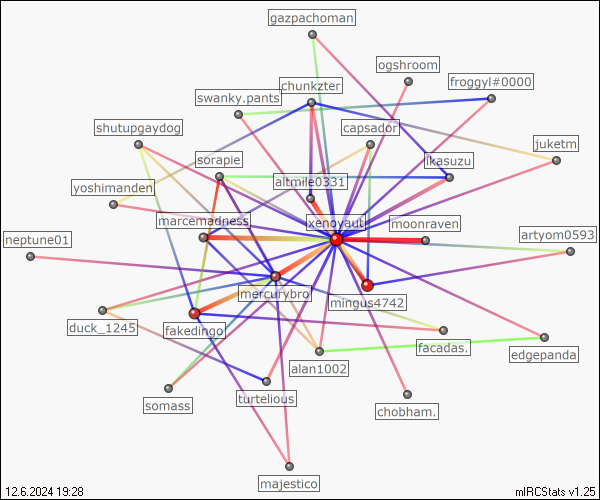 gazpachoman
ogshroom
froggyl#0000
chunkzter
swanky.pants
shutupgaydog
capsador
juketm
sorapie
ikasuzu
altmile0331
yoshimanden
marcemadness
xenoyaut
moonraven
neptune01
artyom0593
mercurybro
mingus4742
duck_1245
fakedingo
facadas.
edgepanda
alan1002
somass
turtelious
chobham.
majestico
12.6.2024 19:28
mIRCStats v1.25